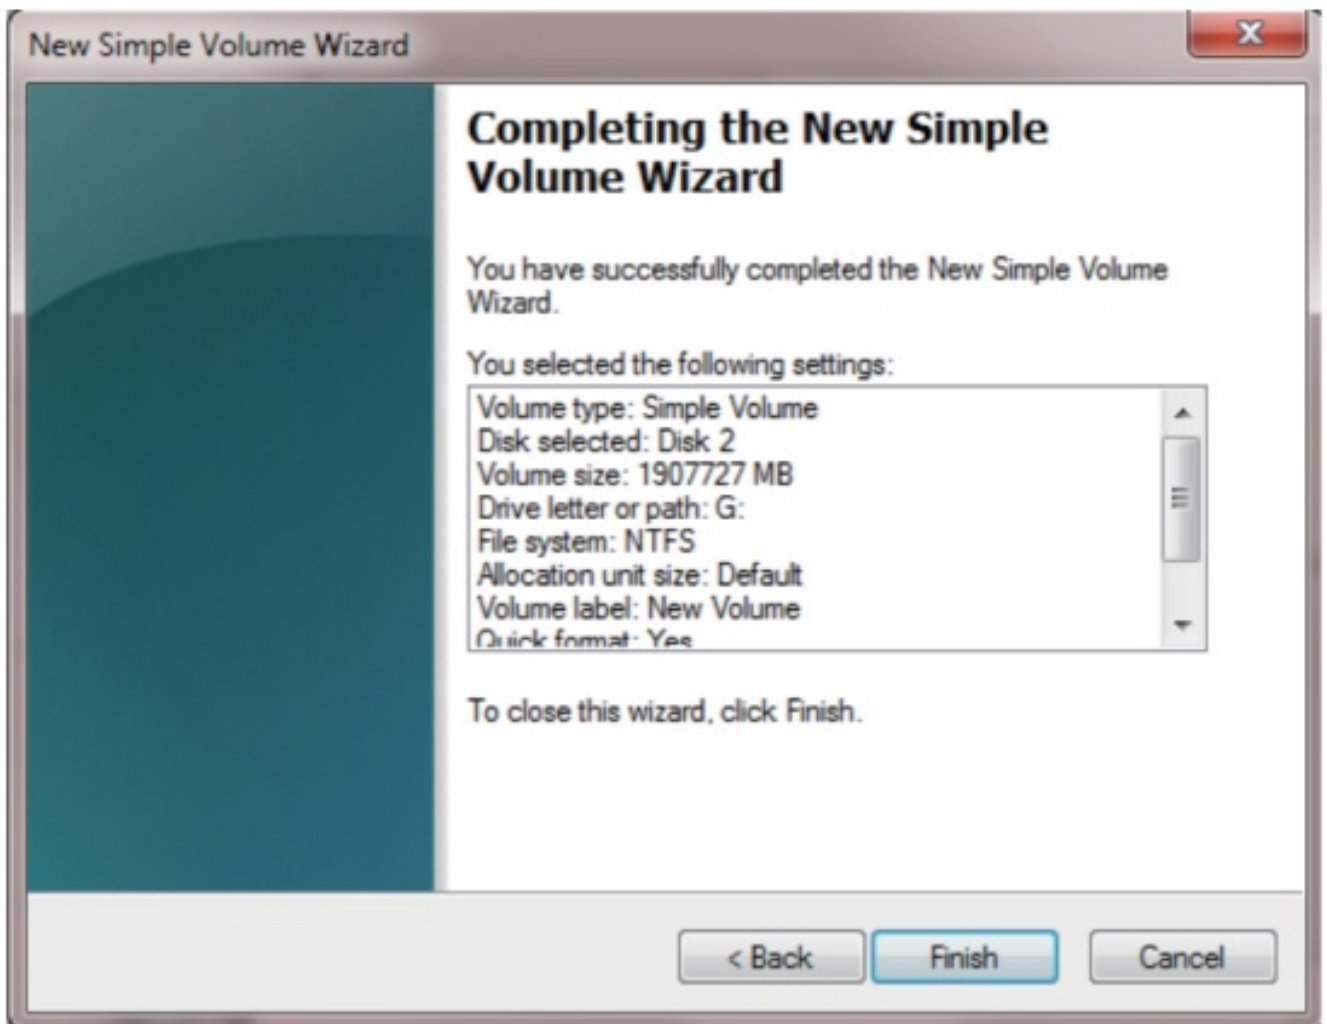 New Simple Volume Wizard
Completing the New Simple
Volume Wizard
You have successfully completed the New Simple Volume
Wizard.
You selected the following settings:
Volume type: Simple Volume
Disk selected: Disk 2
Volume size: 1907727 MB
Drive letter or path: G:
File system: NTFS
Allocation unit size: Default
Volume label: New Volume
Quick format: Yes
To close this wizard, click Finish.
< Back
Finish
Cancel